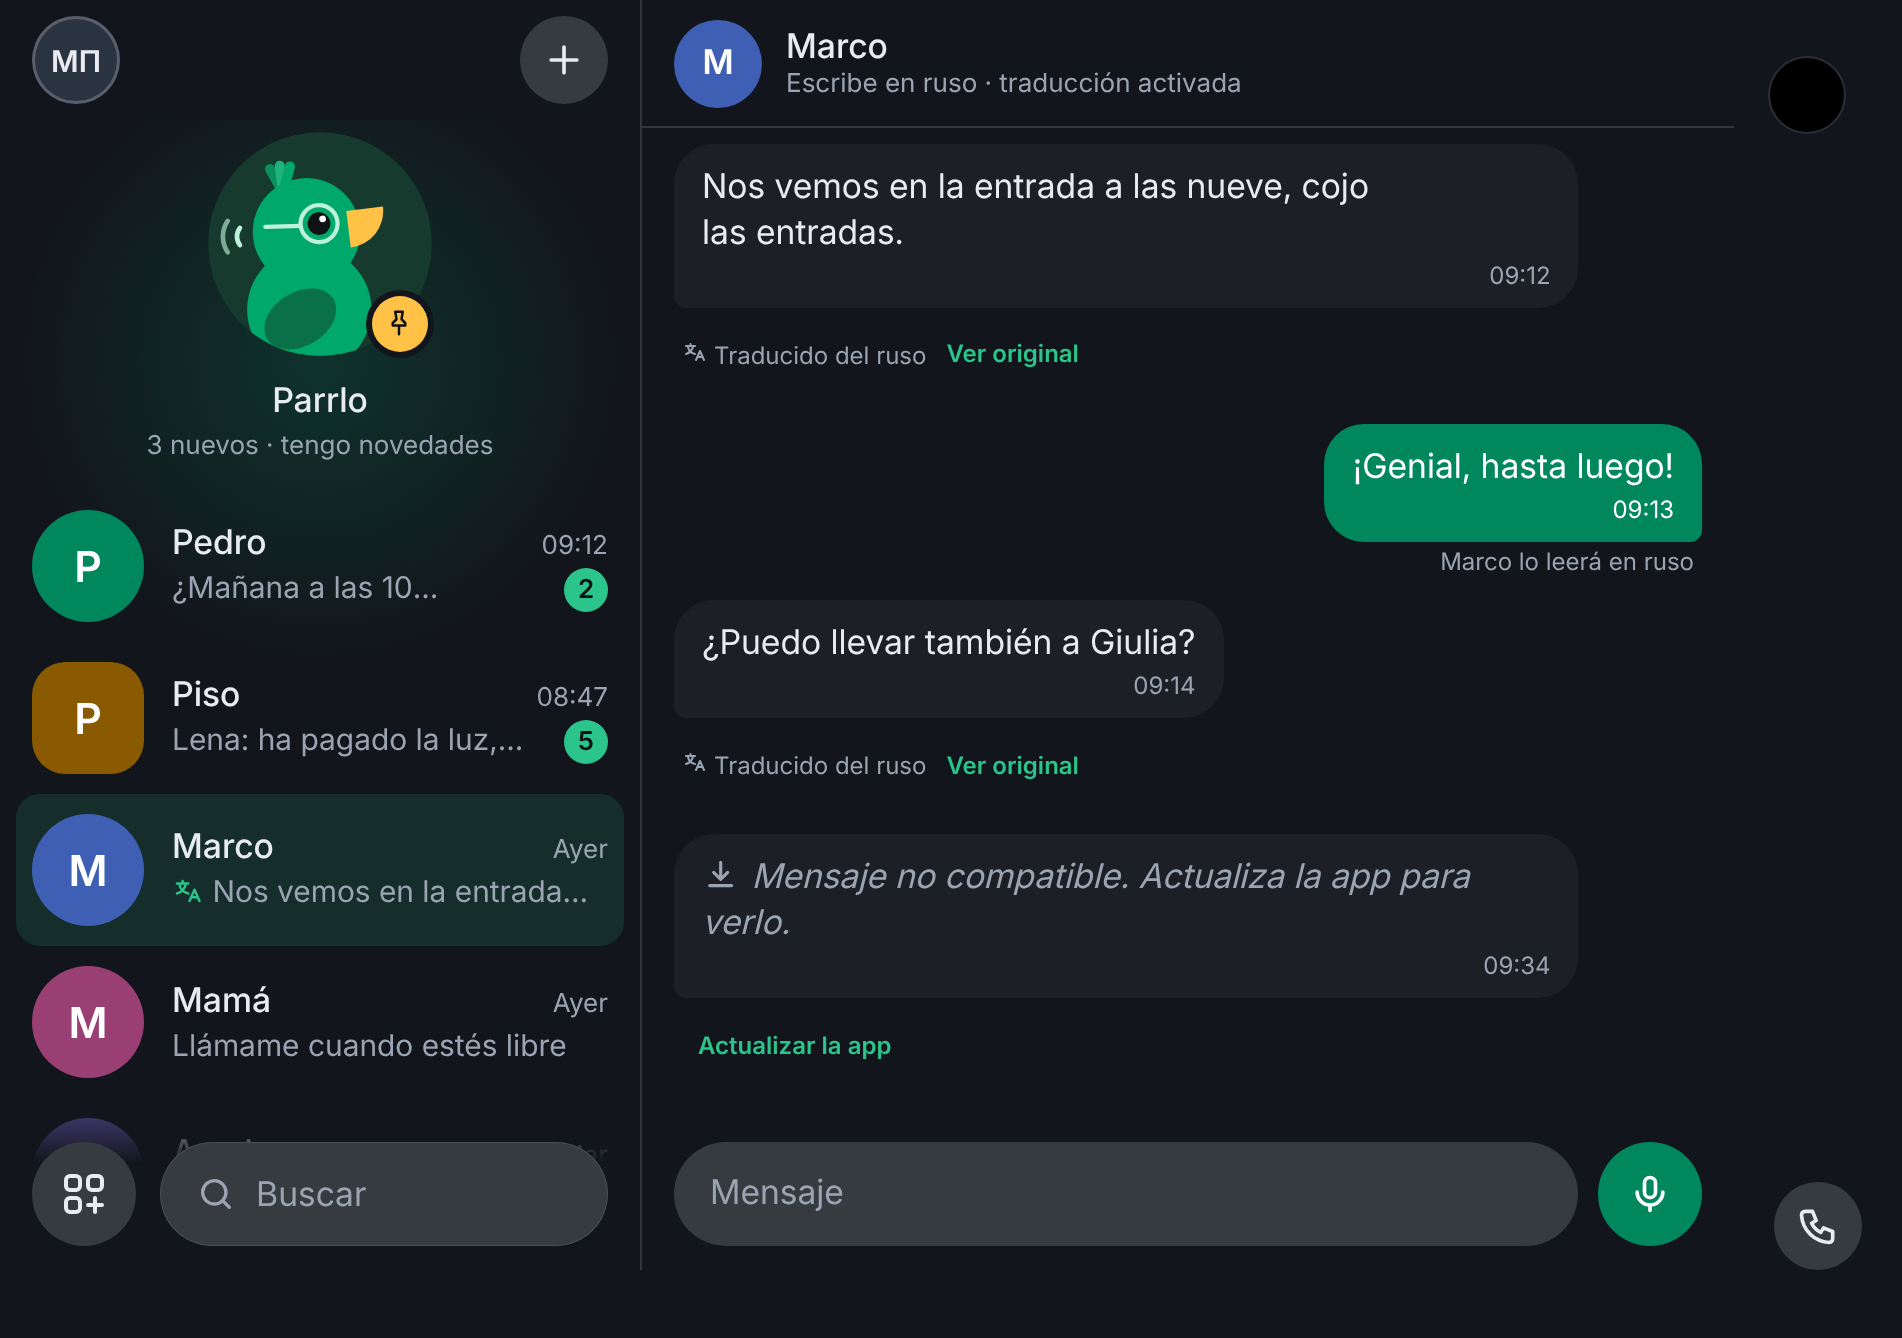 МП
Parrlo
3 nuevos · tengo novedades
P
Pedro
09:12
¿Mañana a las 10...
2
P
Piso
08:47
Lena: ha pagado la luz,...
5
M
Marco
Ayer
Nos vemos en la entrada...
M
Mamá
Ayer
Llámame cuando estés libre
Buscar
M
Marco
Escribe en ruso · traducción activada
Nos vemos en la entrada a las nueve, cojo
las entradas.
09:12
Traducido del ruso Ver original
¡Genial, hasta luego!
09:13
Marco lo leerá en ruso
¿Puedo llevar también a Giulia?
09:14
Traducido del ruso Ver original
Mensaje no compatible. Actualiza la app para
verlo.
09:34
Actualizar la app
Mensaje